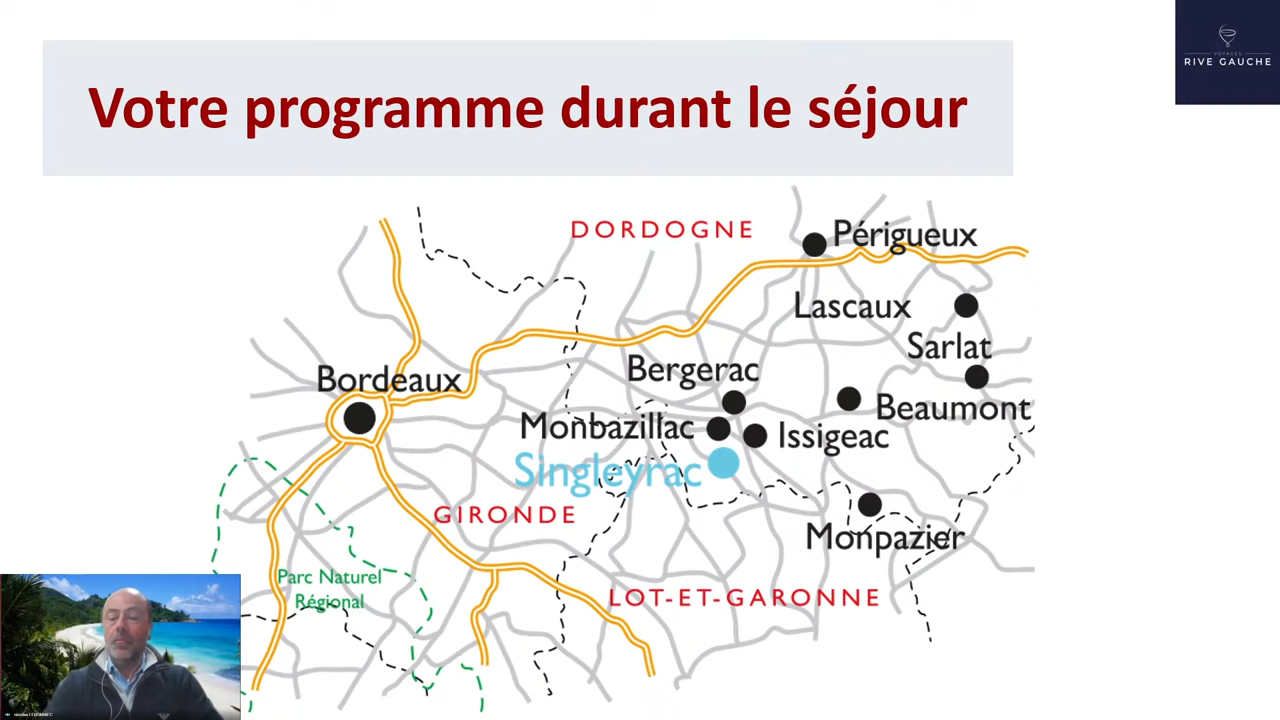 Votre programme durant le séjour
VOYAGES
RIVE GAUCHE
DORDOGNE
Périgueux
Lascaux
Sarlat
Bergerac
Bordeaux
Beaumont
Monbazillac
Issigeac
Singleyrac
GIRONDE
Monpazier
Parc Naturel
Régional
LOT-ET-GARONNE